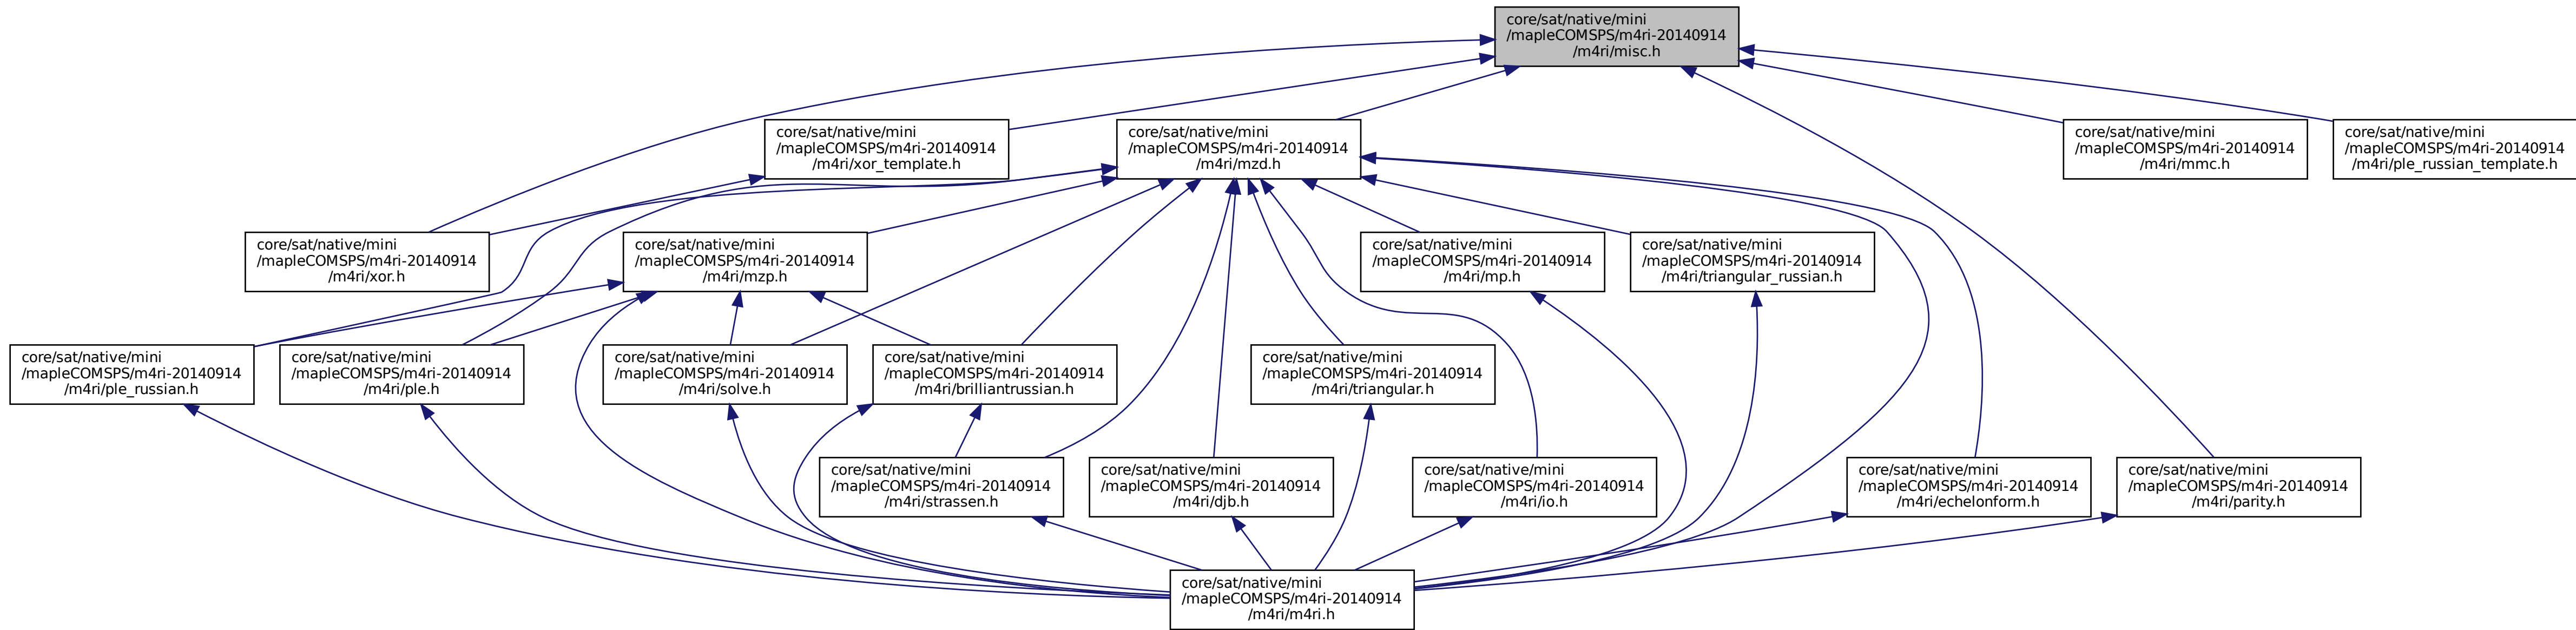 core/sat/native/mini
/mapleCOMSPS/m4ri-20140914
/m4ri/misc.h
core/sat/native/mini
/mapleCOMSPS/m4ri-20140914
/m4ri/xor_template.h
core/sat/native/mini
/mapleCOMSPS/m4ri-20140914
/m4ri/mzd.h
core/sat/native/mini
/mapleCOMSPS/m4ri-20140914
/m4ri/mmc.h
core/sat/native/mini
/mapleCOMSPS/m4ri-20140914
/m4ri/ple_russian_template.h
core/sat/native/mini
/mapleCOMSPS/m4ri-20140914
/m4ri/xor.h
core/sat/native/mini
/mapleCOMSPS/m4ri-20140914
/m4ri/mzp.h
core/sat/native/mini
/mapleCOMSPS/m4ri-20140914
/m4ri/mp.h
core/sat/native/mini
/mapleCOMSPS/m4ri-20140914
/m4ri/triangular_russian.h
core/sat/native/mini
/mapleCOMSPS/m4ri-20140914
/m4ri/ple_russian.h
core/sat/native/mini
/mapleCOMSPS/m4ri-20140914
/m4ri/ple.h
core/sat/native/mini
/mapleCOMSPS/m4ri-20140914
/m4ri/solve.h
core/sat/native/mini
/mapleCOMSPS/m4ri-20140914
/m4ri/brilliantrussian.h
core/sat/native/mini
/mapleCOMSPS/m4ri-20140914
/m4ri/triangular.h
core/sat/native/mini
/mapleCOMSPS/m4ri-20140914
/m4ri/strassen.h
core/sat/native/mini
/mapleCOMSPS/m4ri-20140914
/m4ri/djb.h
core/sat/native/mini
/mapleCOMSPS/m4ri-20140914
/m4ri/io.h
core/sat/native/mini
/mapleCOMSPS/m4ri-20140914
/m4ri/echelonform.h
core/sat/native/mini
/mapleCOMSPS/m4ri-20140914
/m4ri/parity.h
core/sat/native/mini
/mapleCOMSPS/m4ri-20140914
/m4ri/m4ri.h